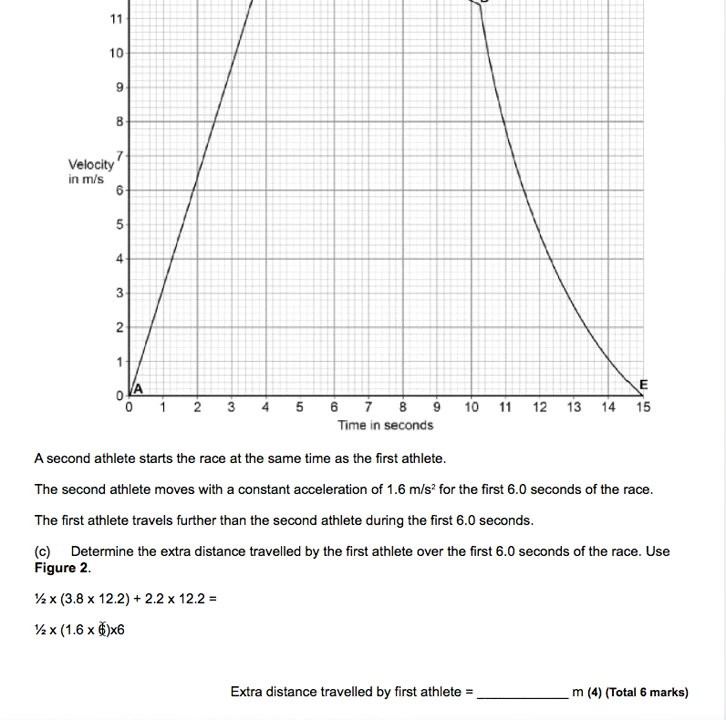 11
10
9
8
7
Velocity
in m/s
6
5
4
3
2
1
0
A
E
0 1 2 3 4 5 6 7 8 9 10 11 12 13 14 15
Time in seconds
A second athlete starts the race at the same time as the first athlete.
The second athlete moves with a constant acceleration of 1.6 m/s² for the first 6.0 seconds of the race.
The first athlete travels further than the second athlete during the first 6.0 seconds.
(c) Determine the extra distance travelled by the first athlete over the first 6.0 seconds of the race. Use
Figure 2.
½ x (3.8 x 12.2) + 2.2 x 12.2 =
½ x (1.6 x 6)x6
Extra distance travelled by first athlete = ____________ m (4) (Total 6 marks)